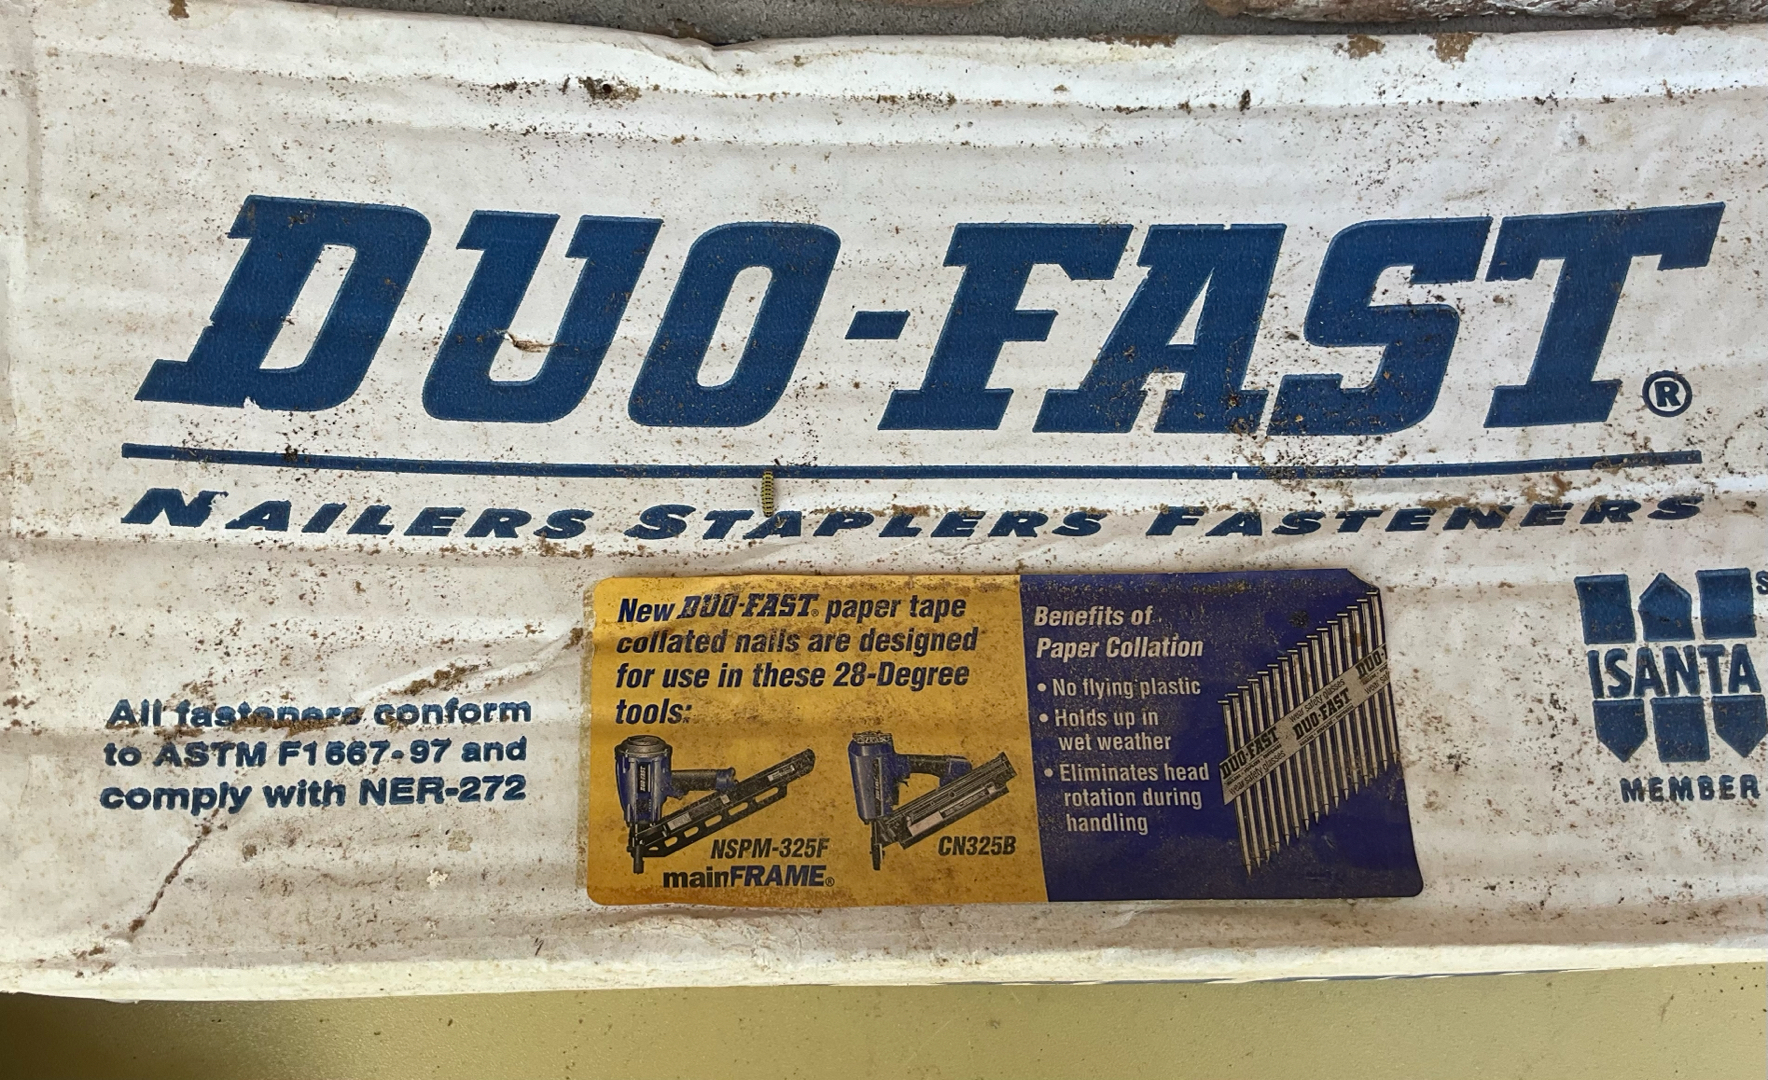 DUO-FAST®
NAILERS STAPLERS FASTENERS
All fasteners conform
to ASTM F1667-97 and
comply with NER-272
New DUO-FAST® paper tape
collated nails are designed
for use in these 28-Degree
tools:
NSPM-325F
mainFRAME®
CN325B
Benefits of
Paper Collation
• No flying plastic
• Holds up in
wet weather
• Eliminates head
rotation during
handling
DUO-FAST
DUO-FAST
DUO-
ISANTA
MEMBER